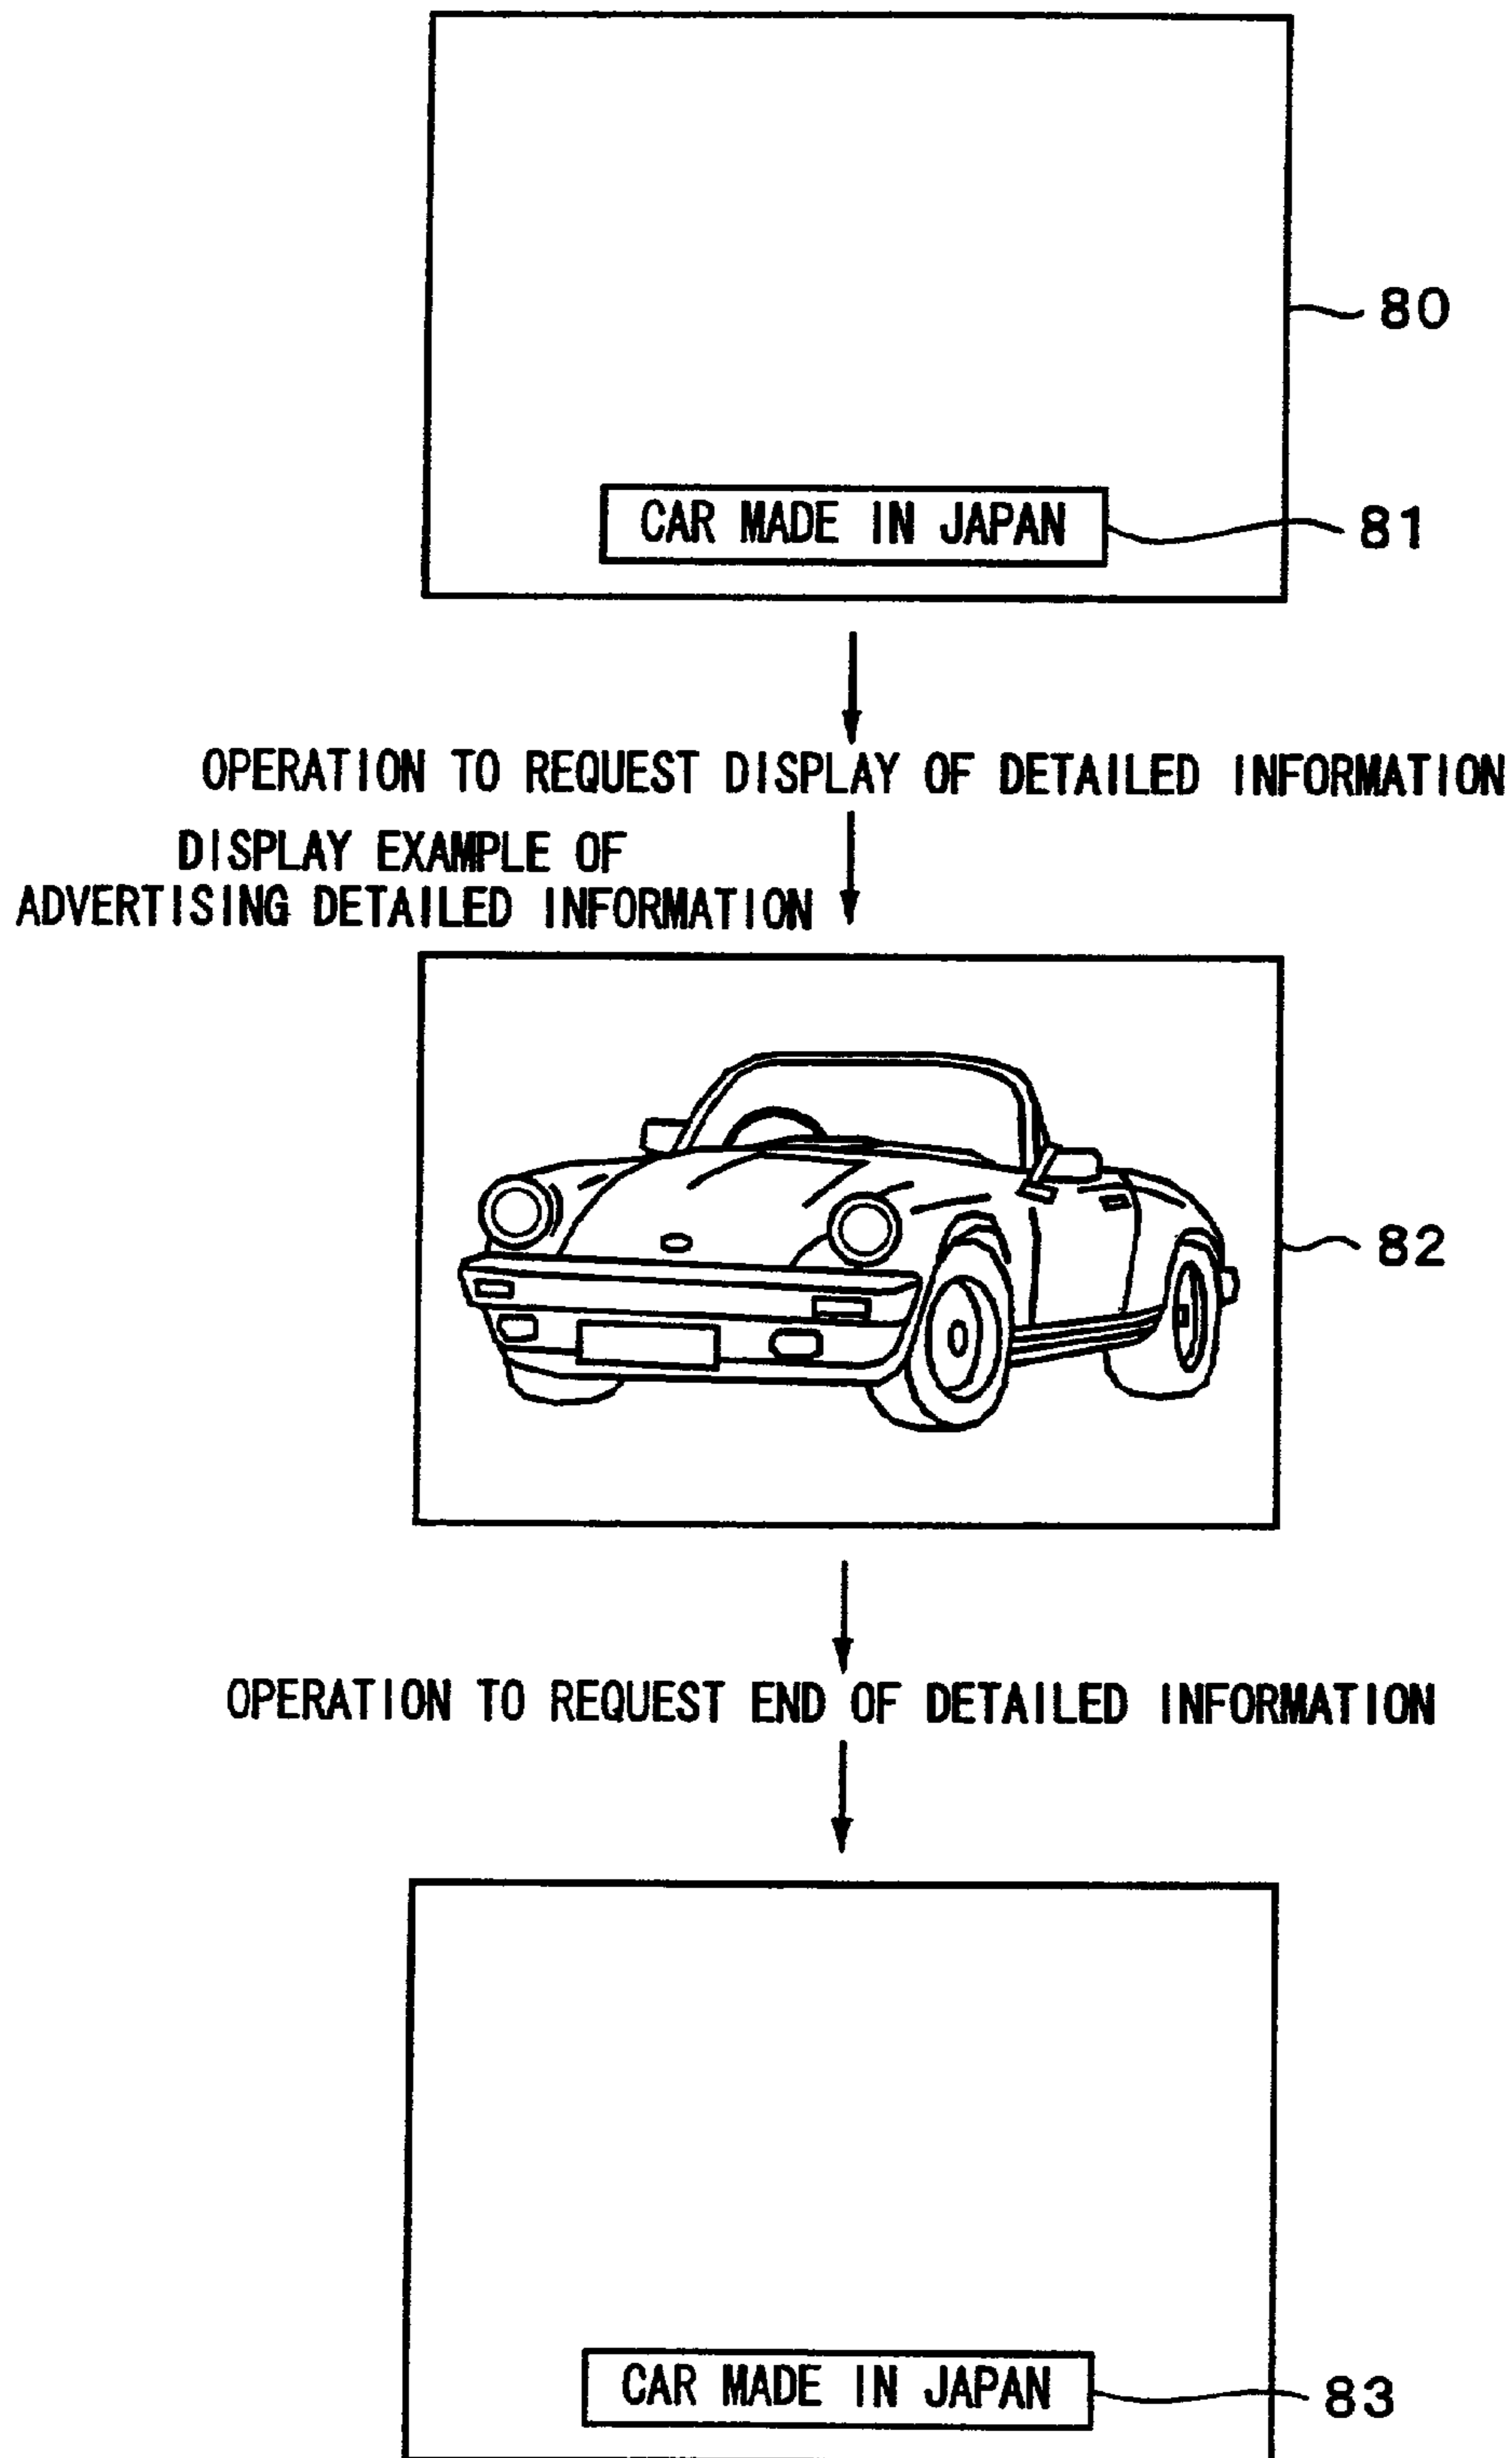 80
CAR MADE IN JAPAN
81
OPERATION TO REQUEST DISPLAY OF DETAILED INFORMATION
DISPLAY EXAMPLE OF
ADVERTISING DETAILED INFORMATION
82
OPERATION TO REQUEST END OF DETAILED INFORMATION
CAR MADE IN JAPAN
83